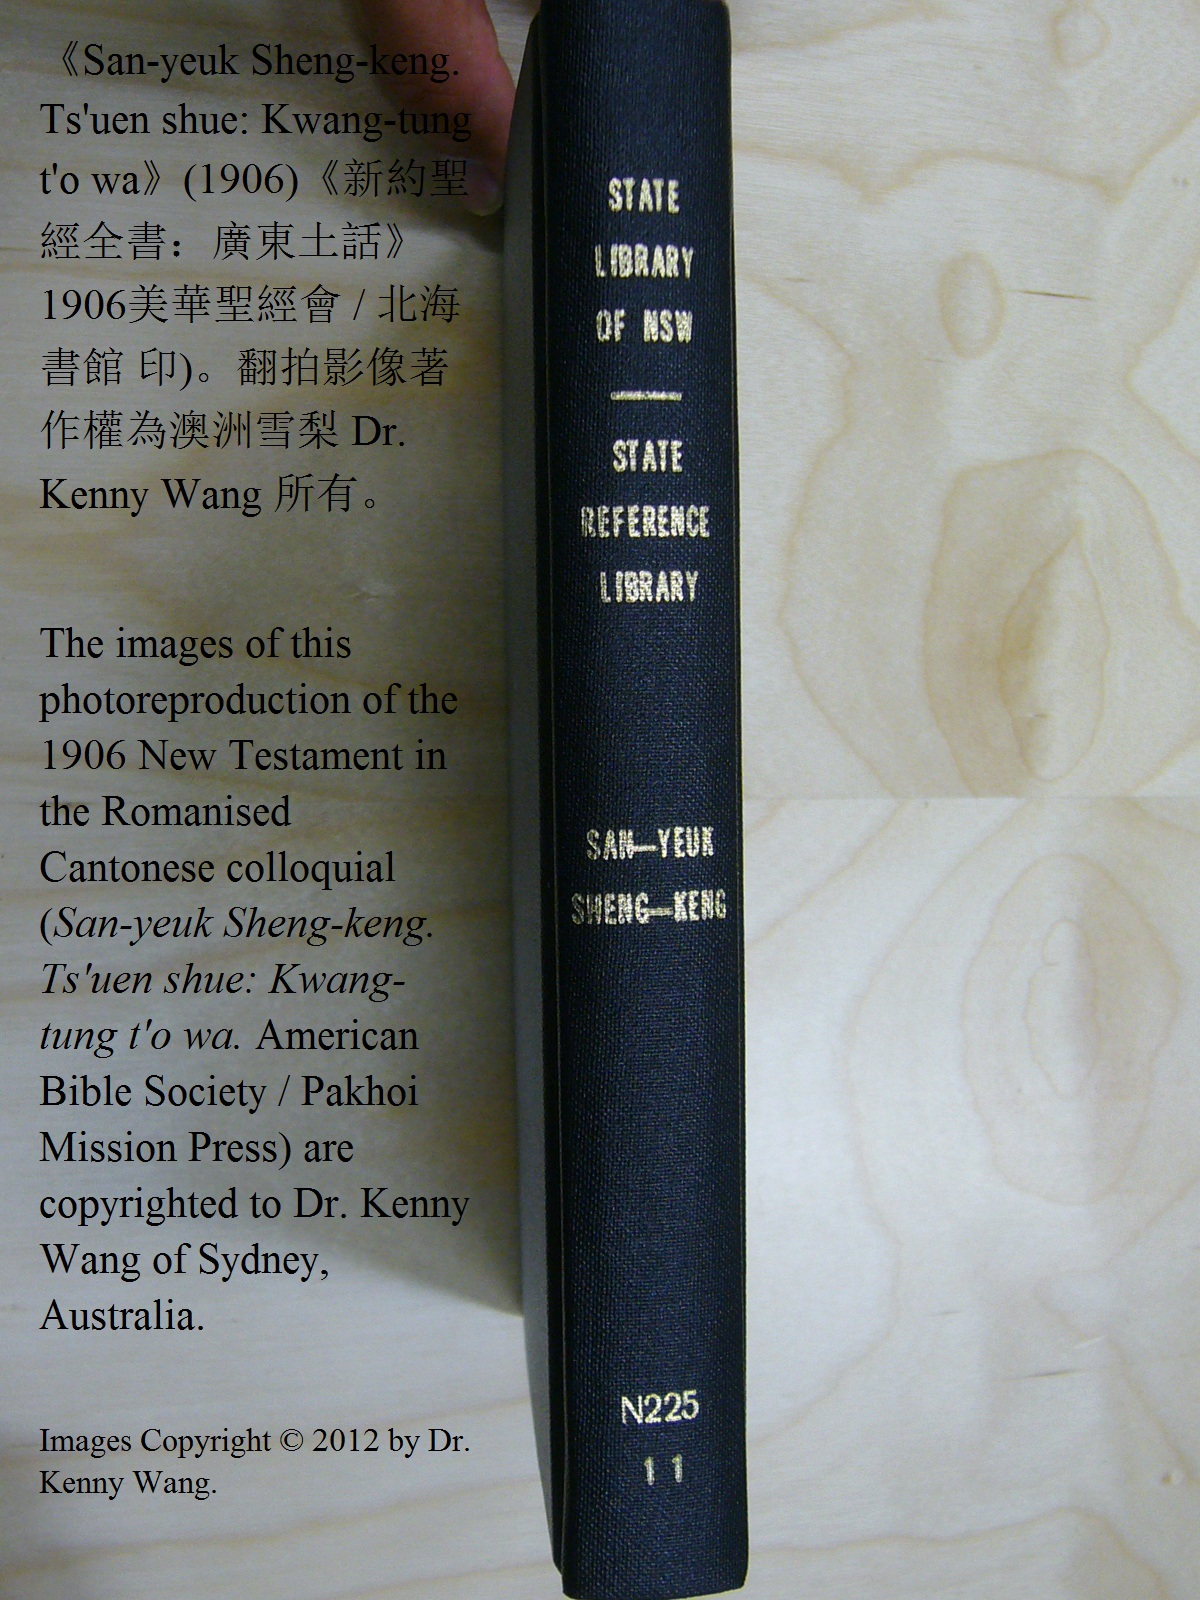 《San-yeuk Sheng-keng.
Ts'uen shue: Kwang-tung
t'o wa》(1906)《新約聖
經全書：廣東土話》
1906美華聖經會 / 北海
書館 印)。翻拍影像著
作權為澳洲雪梨 Dr.
Kenny Wang 所有。
The images of this
photoreproduction of the
1906 New Testament in
the Romanised
Cantonese colloquial
(San-yeuk Sheng-keng.
Ts'uen shue: Kwang-
tung t'o wa. American
Bible Society / Pakhoi
Mission Press) are
copyrighted to Dr. Kenny
Wang of Sydney,
Australia.
Images Copyright © 2012 by Dr.
Kenny Wang.
STATE
LIBRARY
OF NSW
STATE
REFERENCE
LIBRARY
SAN—YEUK
SHENG—KENG
N225
11